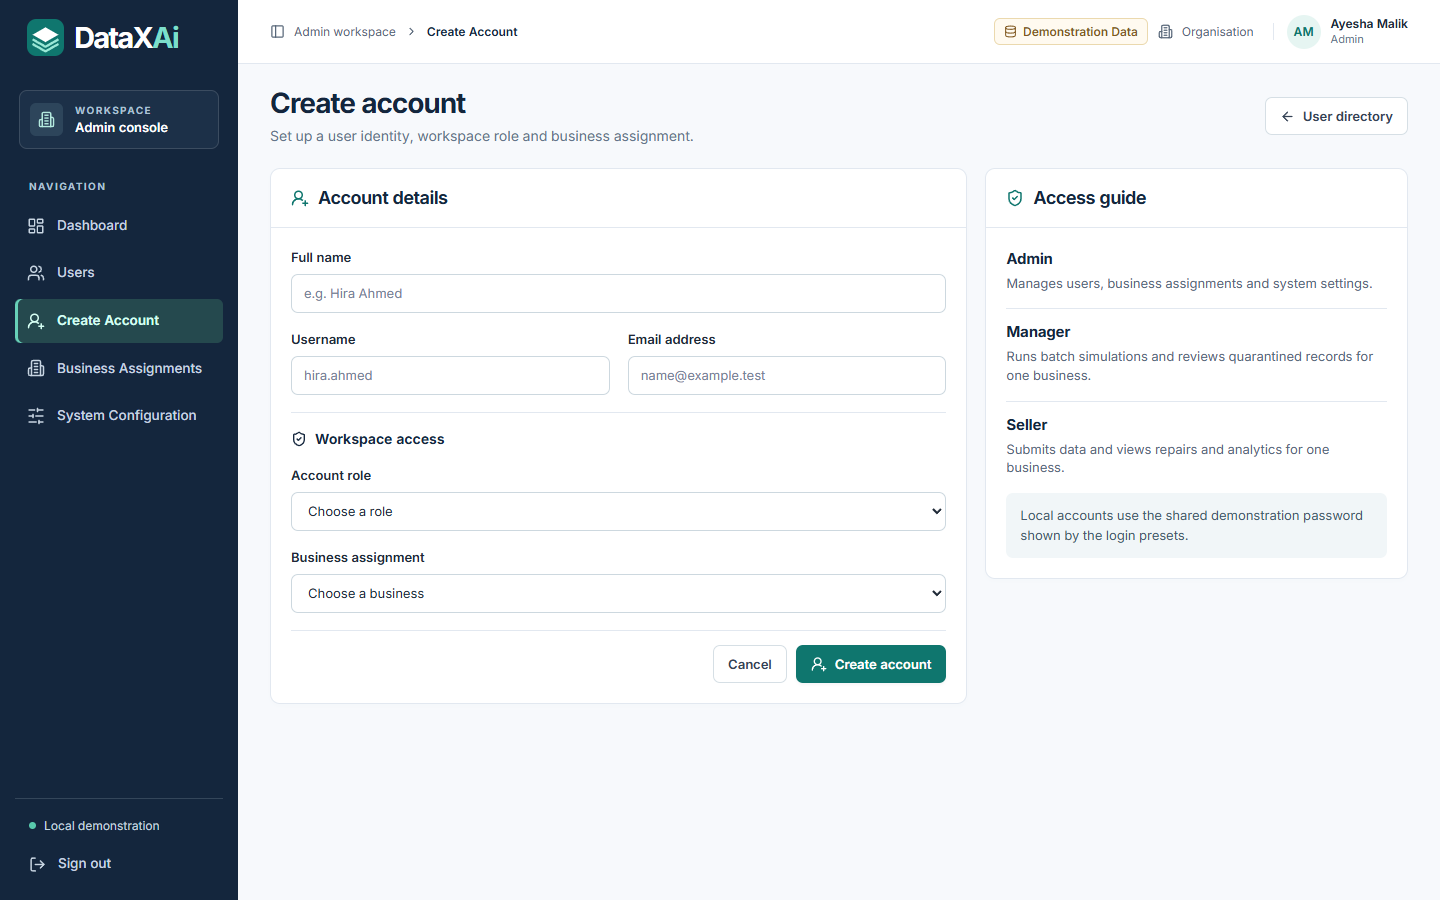 DataXAi
WORKSPACE
Admin console
NAVIGATION
Dashboard
Users
Create Account
Business Assignments
System Configuration
Local demonstration
Sign out
Admin workspace > Create Account
Demonstration Data
Organisation
AM
Ayesha Malik
Admin
Create account
Set up a user identity, workspace role and business assignment.
User directory
Account details
Full name
e.g. Hira Ahmed
Username
hira.ahmed
Email address
name@example.test
Workspace access
Account role
Choose a role
Business assignment
Choose a business
Cancel
Create account
Access guide
Admin
Manages users, business assignments and system settings.
Manager
Runs batch simulations and reviews quarantined records for
one business.
Seller
Submits data and views repairs and analytics for one
business.
Local accounts use the shared demonstration password
shown by the login presets.